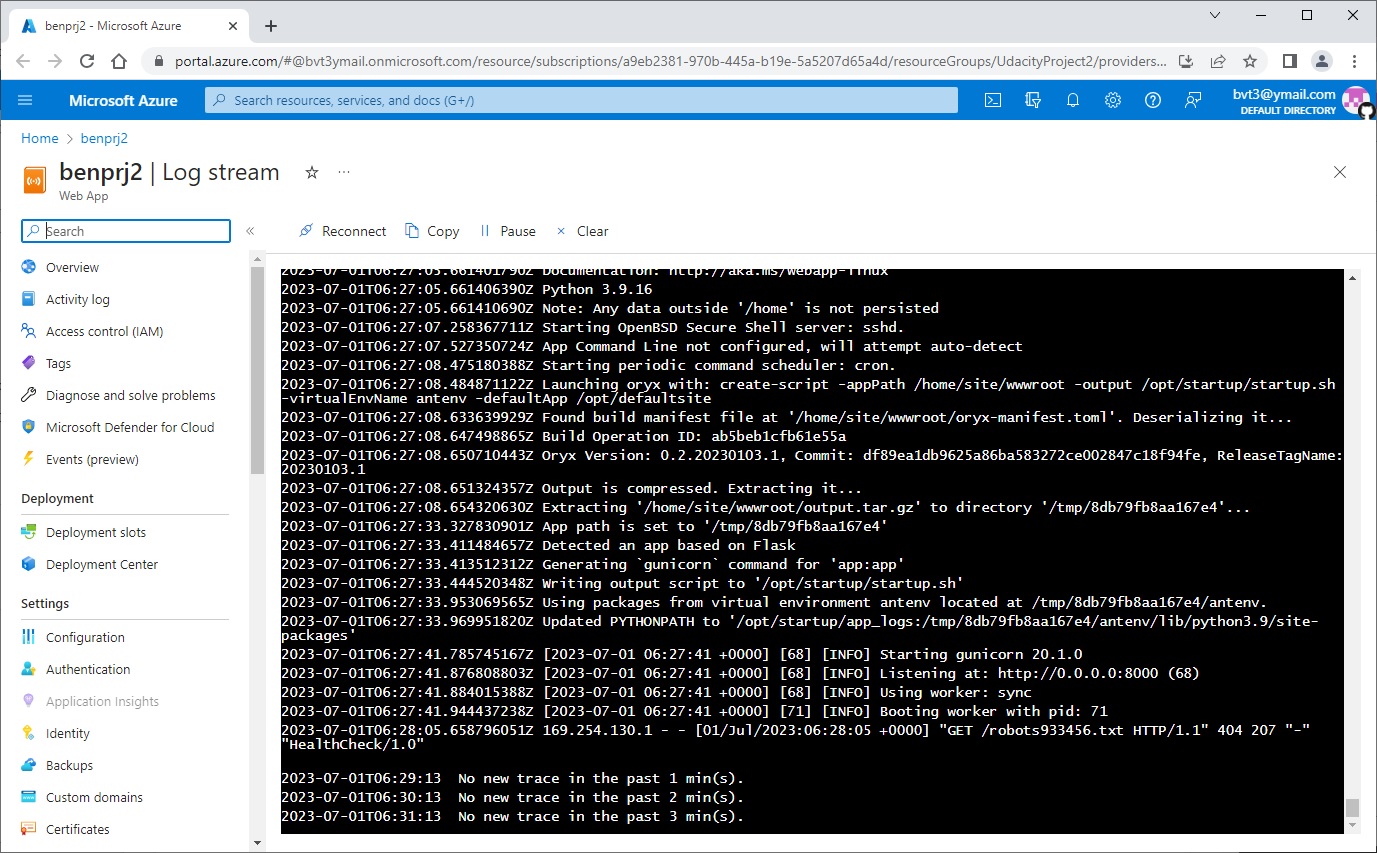 benprj2 - Microsoft Azure
portal.azure.com/#@bvt3ymail.onmicrosoft.com/resource/subscriptions/a9eb2381-970b-445a-b19e-5a5207d65a4d/resourceGroups/UdacityProject2/providers...
Microsoft Azure
Search resources, services, and docs (G+/)
bvt3@ymail.com
DEFAULT DIRECTORY
Home > benprj2
benprj2 | Log stream
Web App
Search
Reconnect Copy Pause Clear
Overview
Activity log
Access control (IAM)
Tags
Diagnose and solve problems
Microsoft Defender for Cloud
Events (preview)
Deployment
Deployment slots
Deployment Center
Settings
Configuration
Authentication
Application Insights
Identity
Backups
Custom domains
Certificates
2023-07-01T06:27:05.661401790Z Documentation: http://aka.ms/webapp-linux
2023-07-01T06:27:05.661406390Z Python 3.9.16
2023-07-01T06:27:05.661410690Z Note: Any data outside '/home' is not persisted
2023-07-01T06:27:07.258367711Z Starting OpenBSD Secure Shell server: sshd.
2023-07-01T06:27:07.527350724Z App Command Line not configured, will attempt auto-detect
2023-07-01T06:27:08.475180388Z Starting periodic command scheduler: cron.
2023-07-01T06:27:08.484871122Z Launching oryx with: create-script -appPath /home/site/wwwroot -output /opt/startup/startup.sh
-virtualEnvName antenv -defaultApp /opt/defaultsite
2023-07-01T06:27:08.633639929Z Found build manifest file at '/home/site/wwwroot/oryx-manifest.toml'. Deserializing it...
2023-07-01T06:27:08.647498865Z Build Operation ID: ab5beb1cfb61e55a
2023-07-01T06:27:08.650710443Z Oryx Version: 0.2.20230103.1, Commit: df89ea1db9625a86ba583272ce002847c18f94fe, ReleaseTagName:
20230103.1
2023-07-01T06:27:08.651324357Z Output is compressed. Extracting it...
2023-07-01T06:27:08.654320630Z Extracting '/home/site/wwwroot/output.tar.gz' to directory '/tmp/8db79fb8aa167e4'...
2023-07-01T06:27:33.327830901Z App path is set to '/tmp/8db79fb8aa167e4'
2023-07-01T06:27:33.411484657Z Detected an app based on Flask
2023-07-01T06:27:33.413512312Z Generating `gunicorn` command for 'app:app'
2023-07-01T06:27:33.444520348Z Writing output script to '/opt/startup/startup.sh'
2023-07-01T06:27:33.953069565Z Using packages from virtual environment antenv located at /tmp/8db79fb8aa167e4/antenv.
2023-07-01T06:27:33.969951820Z Updated PYTHONPATH to '/opt/startup/app_logs:/tmp/8db79fb8aa167e4/antenv/lib/python3.9/site-
packages'
2023-07-01T06:27:41.785745167Z [2023-07-01 06:27:41 +0000] [68] [INFO] Starting gunicorn 20.1.0
2023-07-01T06:27:41.876808803Z [2023-07-01 06:27:41 +0000] [68] [INFO] Listening at: http://0.0.0.0:8000 (68)
2023-07-01T06:27:41.884015388Z [2023-07-01 06:27:41 +0000] [68] [INFO] Using worker: sync
2023-07-01T06:27:41.944437238Z [2023-07-01 06:27:41 +0000] [71] [INFO] Booting worker with pid: 71
2023-07-01T06:28:05.658796051Z 169.254.130.1 - - [01/Jul/2023:06:28:05 +0000] "GET /robots933456.txt HTTP/1.1" 404 207 "-"
"HealthCheck/1.0"
2023-07-01T06:29:13  No new trace in the past 1 min(s).
2023-07-01T06:30:13  No new trace in the past 2 min(s).
2023-07-01T06:31:13  No new trace in the past 3 min(s).